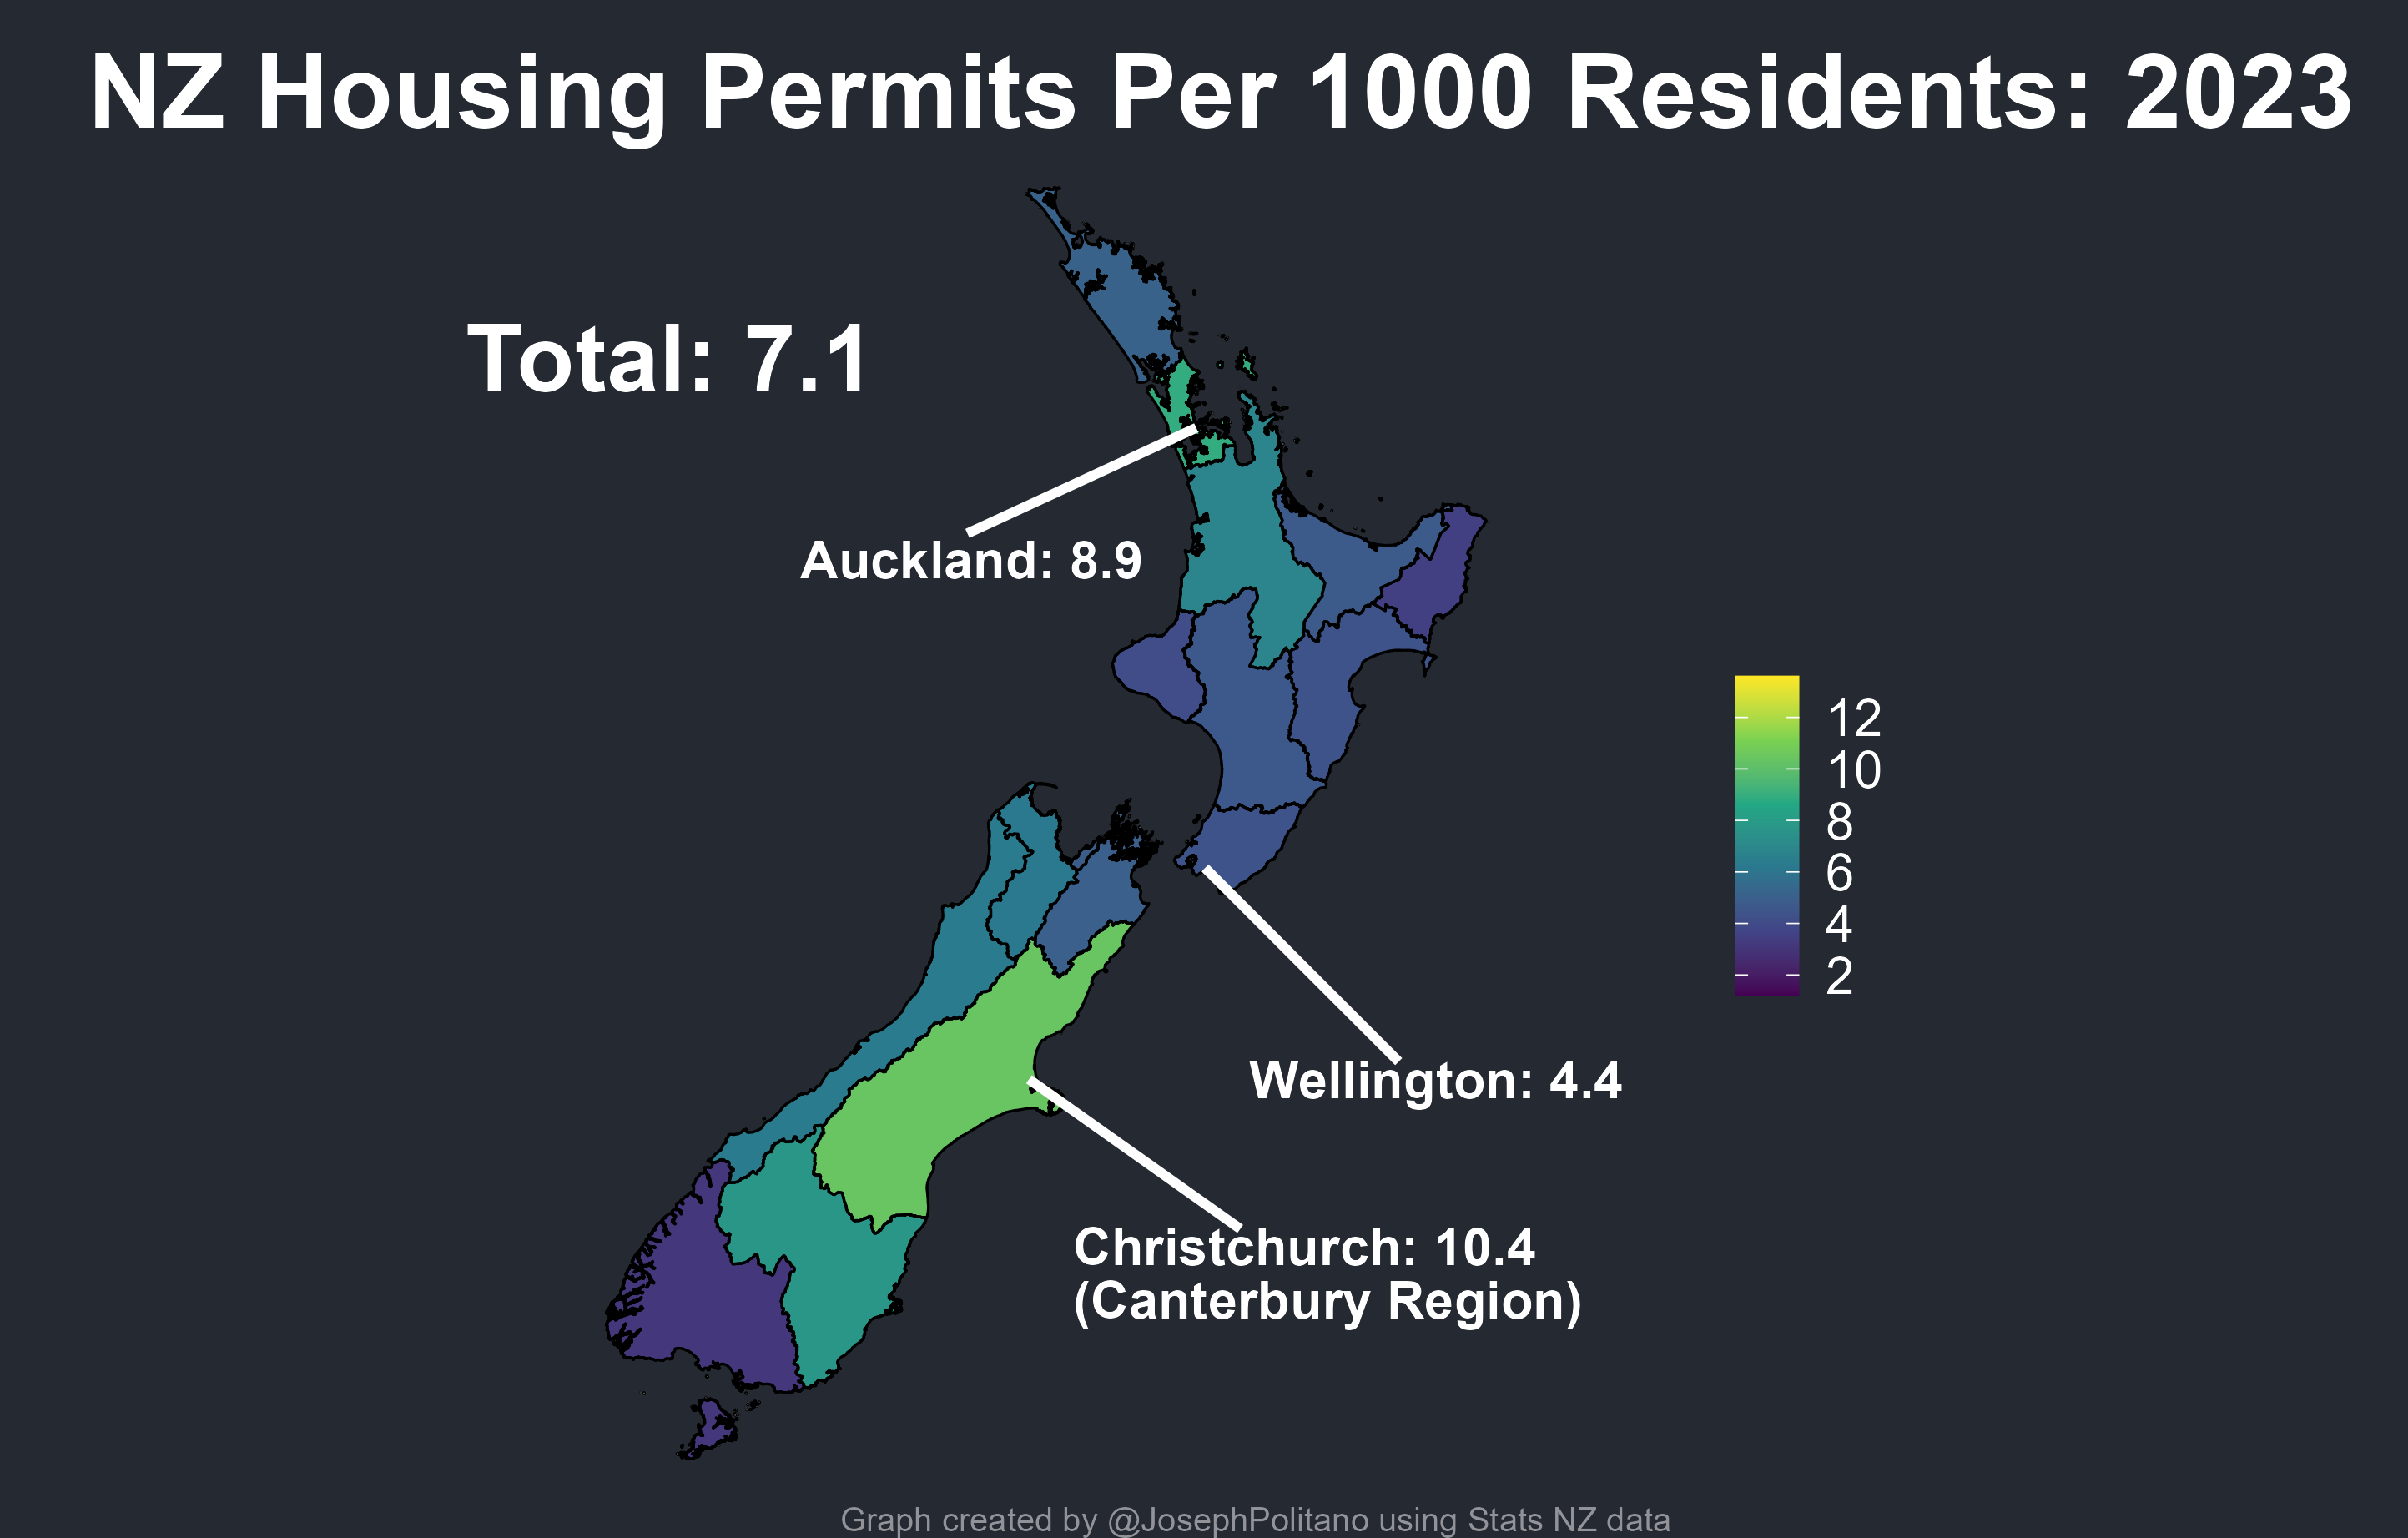 NZ Housing Permits Per 1000 Residents: 2023
Total: 7.1
Auckland: 8.9
12
10
8
6
4
2
Wellington: 4.4
Christchurch: 10.4
(Canterbury Region)
Graph created by @JosephPolitano using Stats NZ data